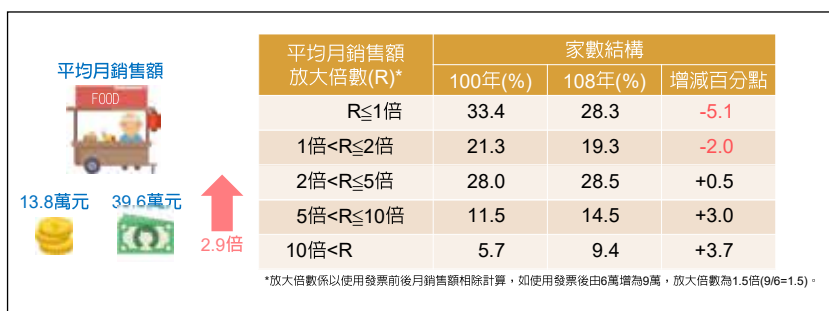 平均月銷售額
FOOD
13.8萬元 39.6萬元
2.9倍
平均月銷售額
放大倍數(R)*
家數結構
100年(%) 108年(%) 增減百分點
R≦1倍 33.4 28.3 -5.1
1倍<R≦2倍 21.3 19.3 -2.0
2倍<R≦5倍 28.0 28.5 +0.5
5倍<R≦10倍 11.5 14.5 +3.0
10倍<R 5.7 9.4 +3.7
*放大倍數係以使用發票前後月銷售額相除計算，如使用發票後由6萬增為9萬，放大倍數為1.5倍(9/6=1.5)。